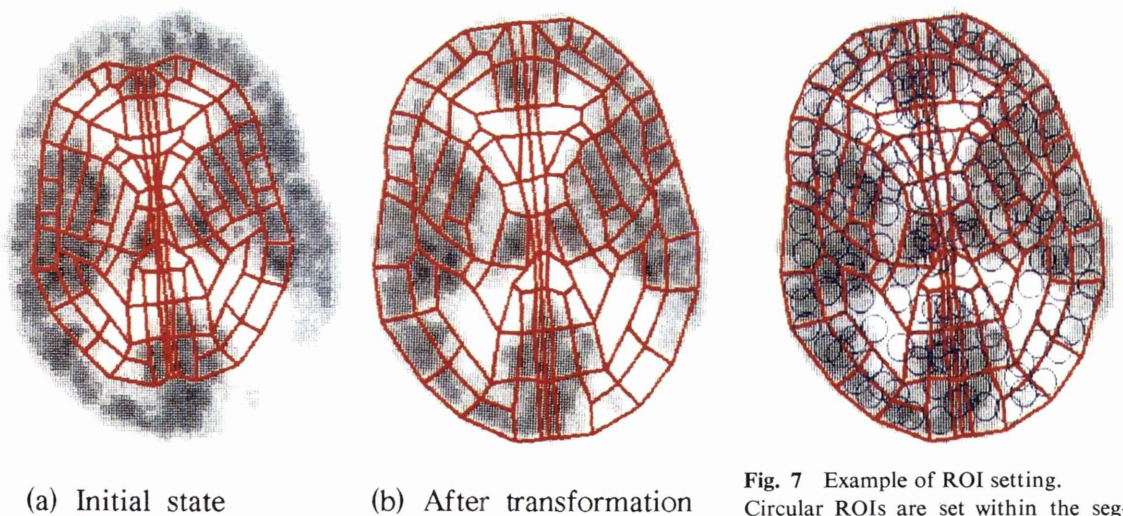 (a) Initial state
(b) After transformation
Fig. 7 Example of ROI setting.
Circular ROIs are set within the seg-